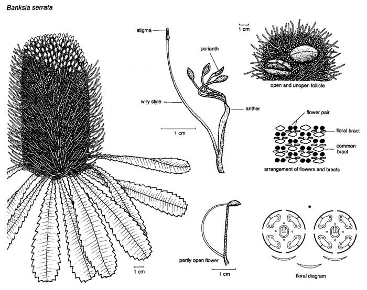 Banksia serrata
stigma
perianth
wiry style
anther
1 cm
1 cm
open and unopen follicle
flower pair
floral bract
common
bract
arrangement of flowers and bracts
1 cm
partly open flower
1 cm
floral diagram